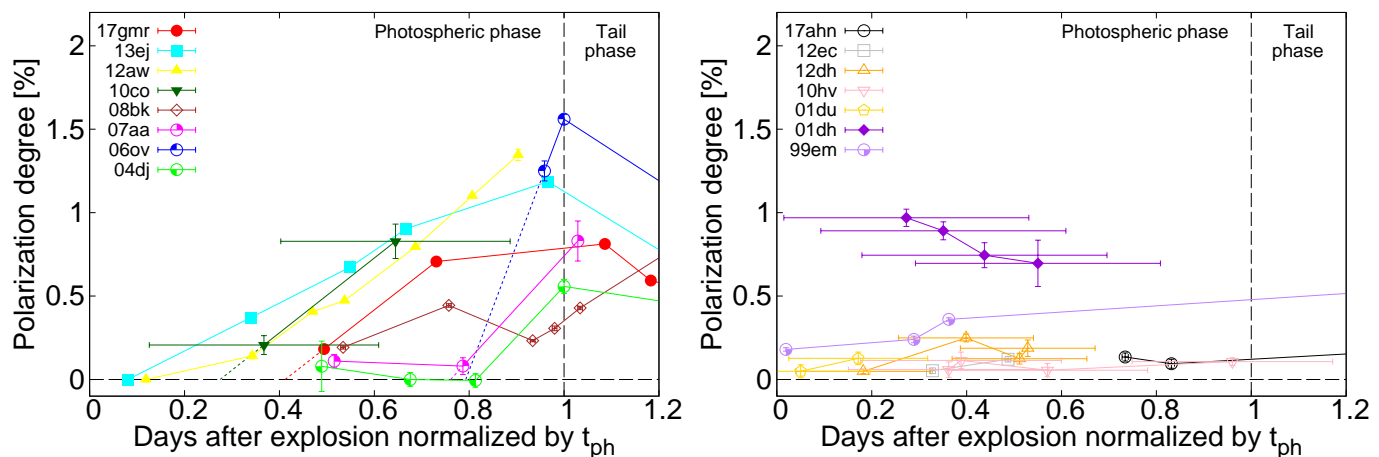 Polarization degree [%]
2
1.5
1
0.5
0
17gmr
13ej
12aw
10co
08bk
07aa
06ov
04dj
Photospheric phase
Tail
phase
0 0.2 0.4 0.6 0.8 1 1.2
Days after explosion normalized by tph
Polarization degree [%]
2
1.5
1
0.5
0
17ahn
12ec
12dh
10hv
01du
01dh
99em
Photospheric phase
Tail
phase
0 0.2 0.4 0.6 0.8 1 1.2
Days after explosion normalized by tph